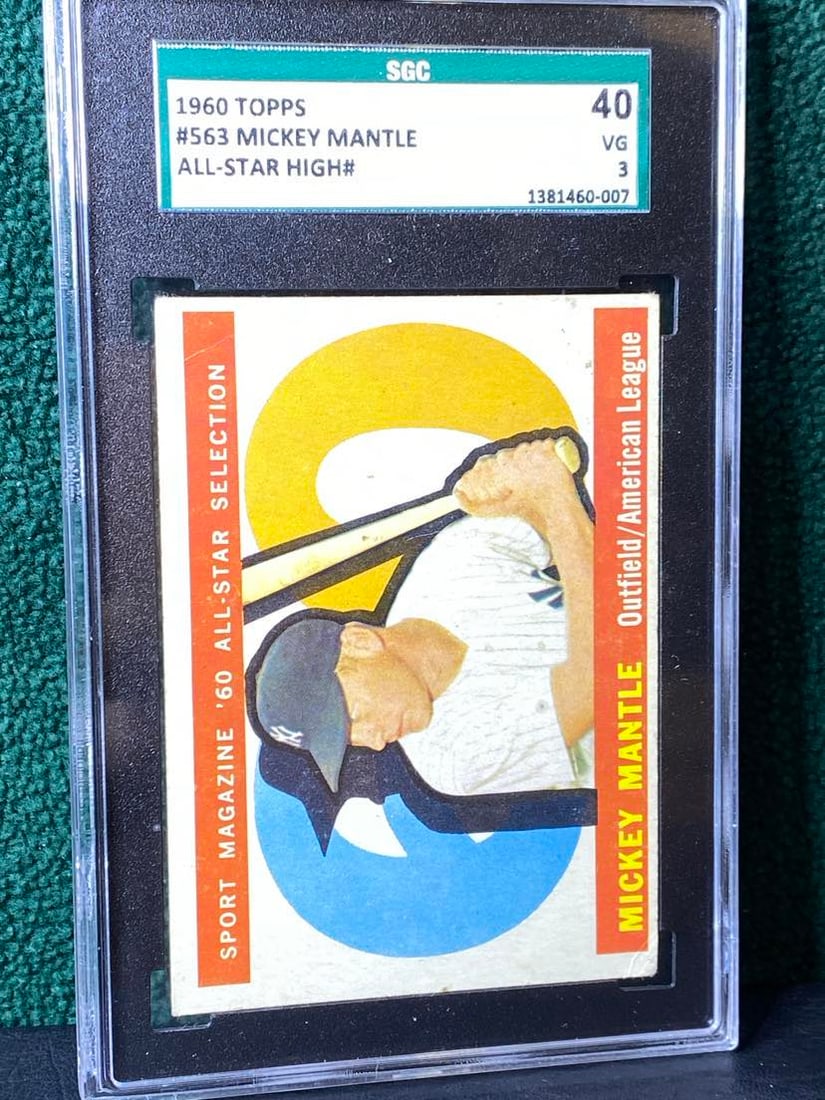 SGC
1960 TOPPS
#563 MICKEY MANTLE
ALL-STAR HIGH#
40
VG
3
1381460-007
SPORT MAGAZINE '60 ALL-STAR SELECTION
NY
MICKEY MANTLE Outfield/American League